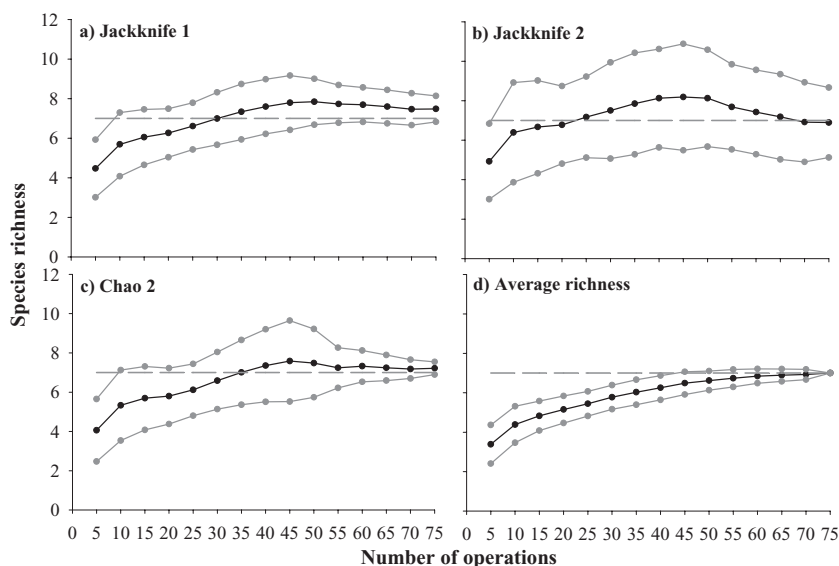 a) Jackknife 1
b) Jackknife 2
12
10
8
6
4
2
0
Species richness
c) Chao 2
d) Average richness
12
10
8
6
4
2
0
0 5 10 15 20 25 30 35 40 45 50 55 60 65 70 75
0 5 10 15 20 25 30 35 40 45 50 55 60 65 70 75
Number of operations